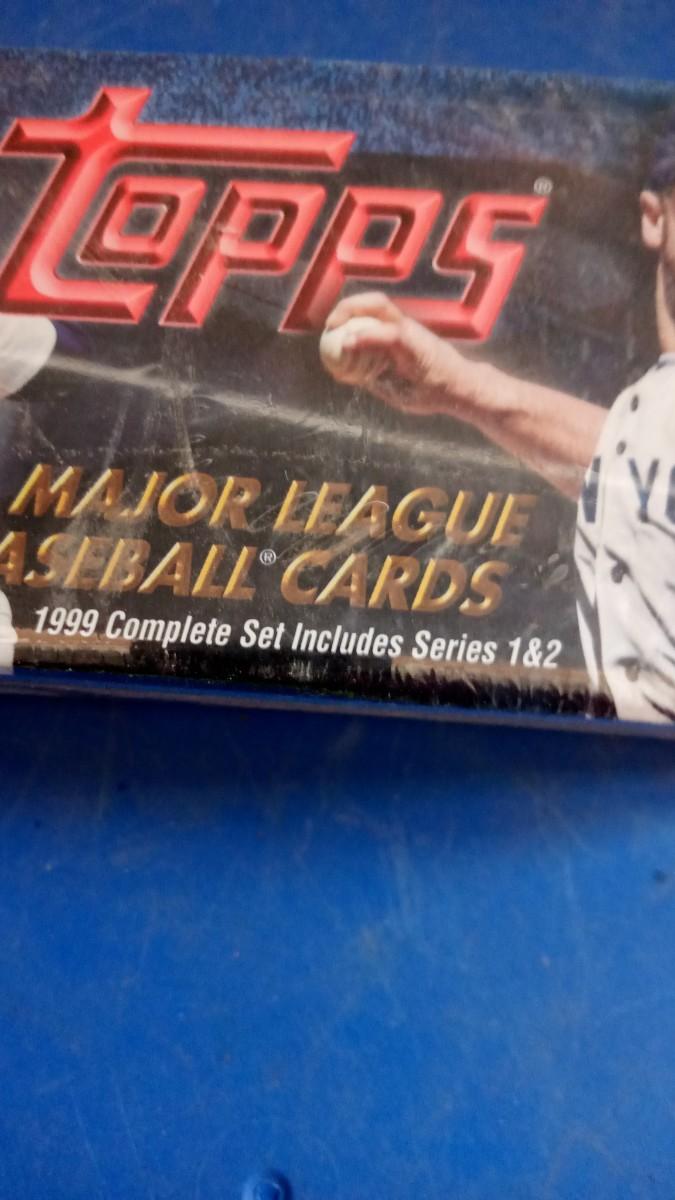 Topps®
MAJOR LEAGUE
ASEBALL® CARDS
1999 Complete Set Includes Series 1&2